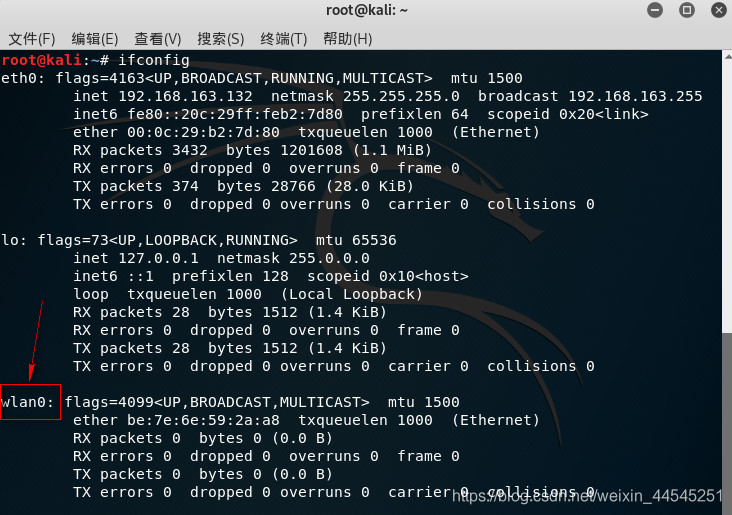 root@kali: ~
文件(F) 编辑(E) 查看(V) 搜索(S) 终端(T) 帮助(H)
root@kali:~# ifconfig
eth0: flags=4163<UP,BROADCAST,RUNNING,MULTICAST>  mtu 1500
        inet 192.168.163.132  netmask 255.255.255.0  broadcast 192.168.163.255
        inet6 fe80::20c:29ff:feb2:7d80  prefixlen 64  scopeid 0x20<link>
        ether 00:0c:29:b2:7d:80  txqueuelen 1000  (Ethernet)
        RX packets 3432  bytes 1201608 (1.1 MiB)
        RX errors 0  dropped 0  overruns 0  frame 0
        TX packets 374  bytes 28766 (28.0 KiB)
        TX errors 0  dropped 0 overruns 0  carrier 0  collisions 0
lo: flags=73<UP,LOOPBACK,RUNNING>  mtu 65536
        inet 127.0.0.1  netmask 255.0.0.0
        inet6 ::1  prefixlen 128  scopeid 0x10<host>
        loop  txqueuelen 1000  (Local Loopback)
        RX packets 28  bytes 1512 (1.4 KiB)
        RX errors 0  dropped 0  overruns 0  frame 0
        TX packets 28  bytes 1512 (1.4 KiB)
        TX errors 0  dropped 0 overruns 0  carrier 0  collisions 0
wlan0: flags=4099<UP,BROADCAST,MULTICAST>  mtu 1500
        ether be:7e:6e:59:2a:a8  txqueuelen 1000  (Ethernet)
        RX packets 0  bytes 0 (0.0 B)
        RX errors 0  dropped 0  overruns 0  frame 0
        TX packets 0  bytes 0 (0.0 B)
        TX errors 0  dropped 0 overruns 0  carrier 0  collisions 0
https://blog.csdn.net/weixin_44545251